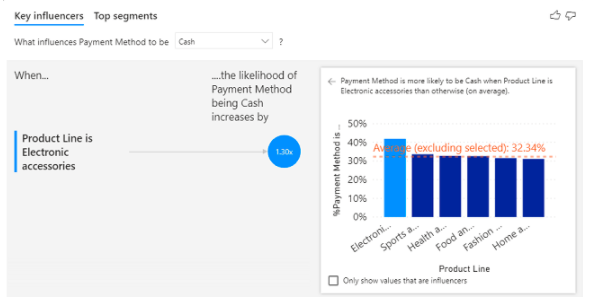 Key influencers Top segments
What influences Payment Method to be Cash ?
When...
....the likelihood of
Payment Method
being Cash
increases by
Product Line is
Electronic
accessories
1.30x
Payment Method is more likely to be Cash when Product Line is
Electronic accessories than otherwise (on average).
%Payment Method is ...
50%
40%
30%
20%
10%
0%
Average (excluding selected): 32.34%
Electroni...
Sports a...
Health a...
Food an...
Fashion ...
Home a...
Product Line
Only show values that are influencers